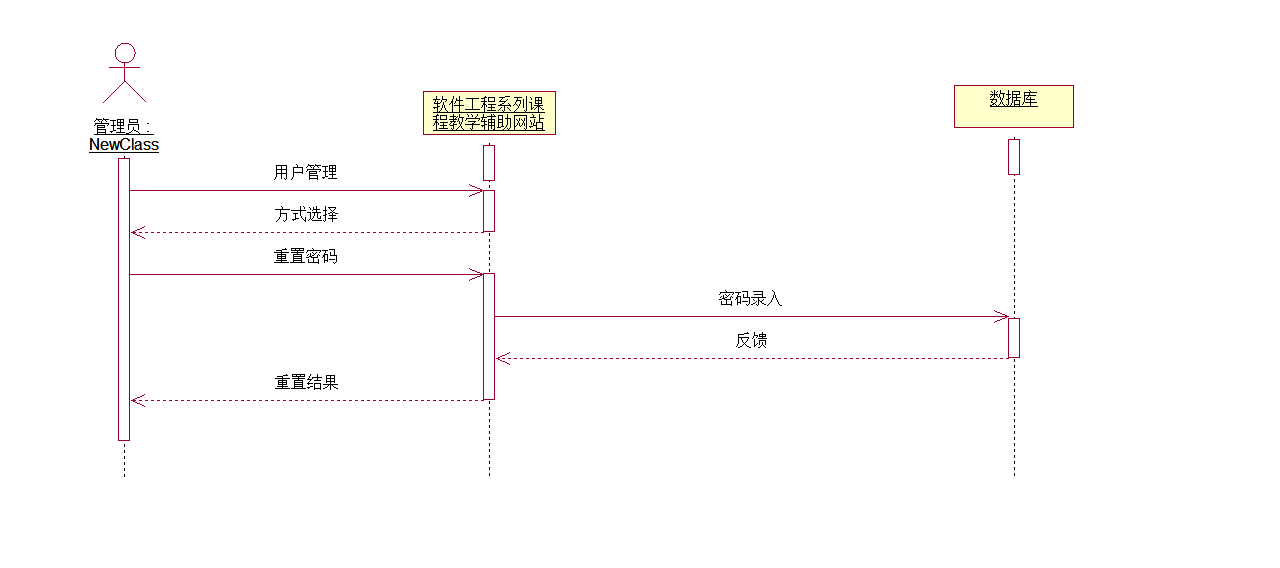 管理员 :
NewClass
软件工程系列课
程教学辅助网站
数据库
用户管理
方式选择
重置密码
密码录入
反馈
重置结果